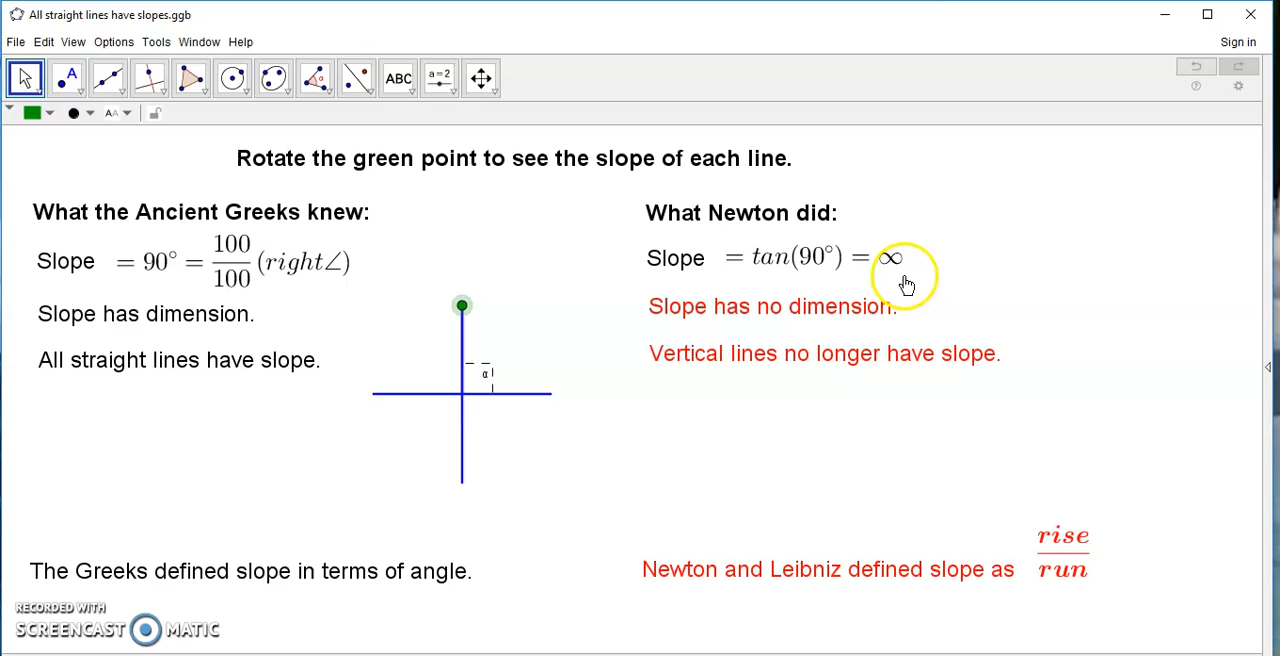 All straight lines have slopes.ggb
File Edit View Options Tools Window Help
Sign in
A
ABC
a=2
AA
Rotate the green point to see the slope of each line.
What the Ancient Greeks knew:
Slope = 90° = 100/100 (right∠)
Slope has dimension.
All straight lines have slope.
α
The Greeks defined slope in terms of angle.
What Newton did:
Slope = tan(90°) = ∞
Slope has no dimension.
Vertical lines no longer have slope.
Newton and Leibniz defined slope as rise/run
RECORDED WITH
SCREENCAST MATIC